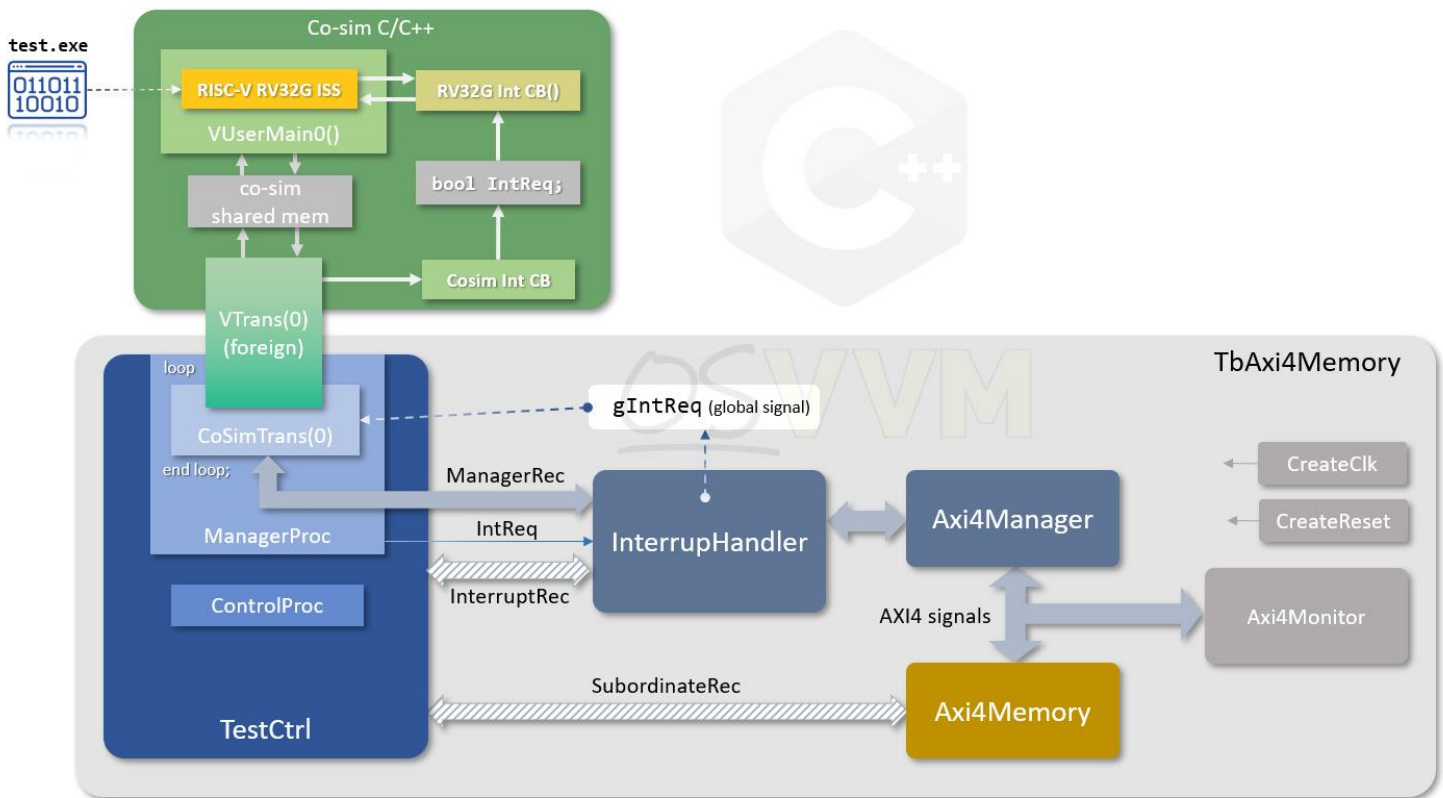 Co-sim C/C++
test.exe
011011
10010
RISC-V RV32G ISS
RV32G Int CB()
VUserMain0()
co-sim
shared mem
bool IntReq;
Cosim Int CB
VTrans(0)
(foreign)
C++
OSVVM
TbAxi4Memory
loop
CoSimTrans(0)
end loop;
ManagerProc
gIntReq (global signal)
ManagerRec
IntReq
InterruptRec
InterrupHandler
Axi4Manager
CreateClk
CreateReset
ControlProc
AXI4 signals
Axi4Monitor
SubordinateRec
Axi4Memory
TestCtrl